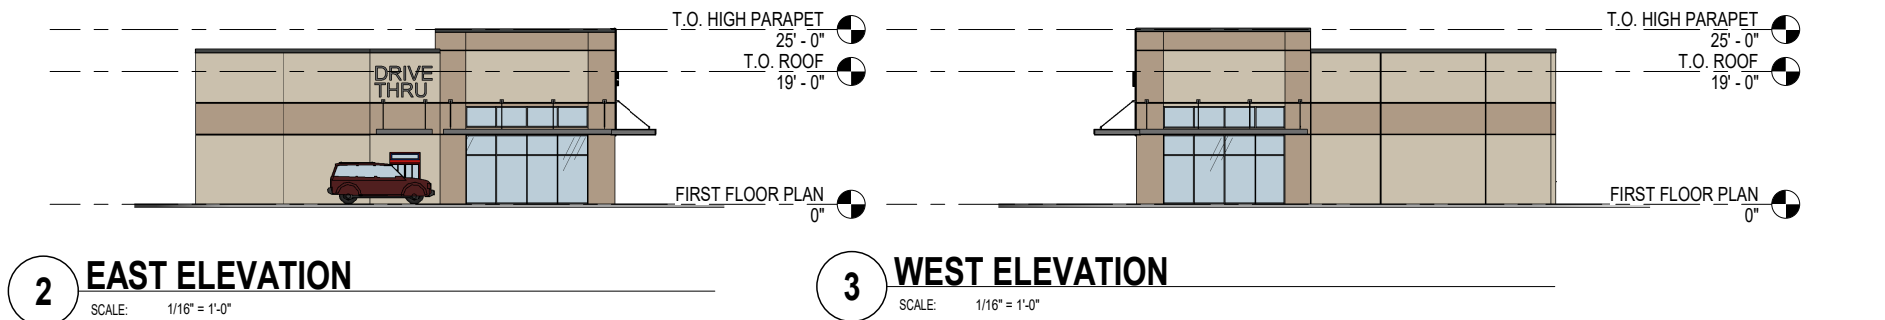 T.O. HIGH PARAPET
25' - 0"
T.O. ROOF
19' - 0"
DRIVE
THRU
FIRST FLOOR PLAN
0"
2
EAST ELEVATION
SCALE: 1/16" = 1'-0"
T.O. HIGH PARAPET
25' - 0"
T.O. ROOF
19' - 0"
FIRST FLOOR PLAN
0"
3
WEST ELEVATION
SCALE: 1/16" = 1'-0"